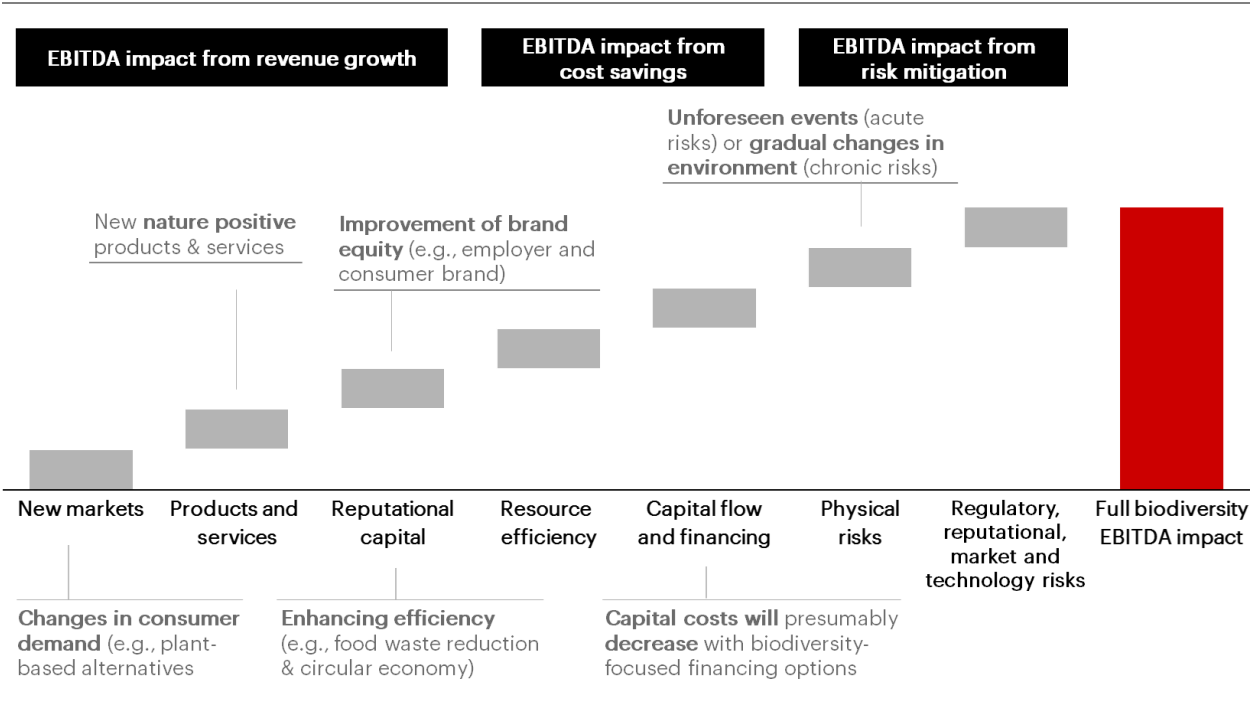 EBITDA impact from revenue growth
EBITDA impact from
cost savings
EBITDA impact from
risk mitigation
Unforeseen events (acute
risks) or gradual changes in
environment (chronic risks)
New nature positive
products & services
Improvement of brand
equity (e.g., employer and
consumer brand)
New markets
Products and
services
Reputational
capital
Resource
efficiency
Capital flow
and financing
Physical
risks
Regulatory,
reputational,
market and
technology risks
Full biodiversity
EBITDA impact
Changes in consumer
demand (e.g., plant-
based alternatives
Enhancing efficiency
(e.g., food waste reduction
& circular economy)
Capital costs will presumably
decrease with biodiversity-
focused financing options